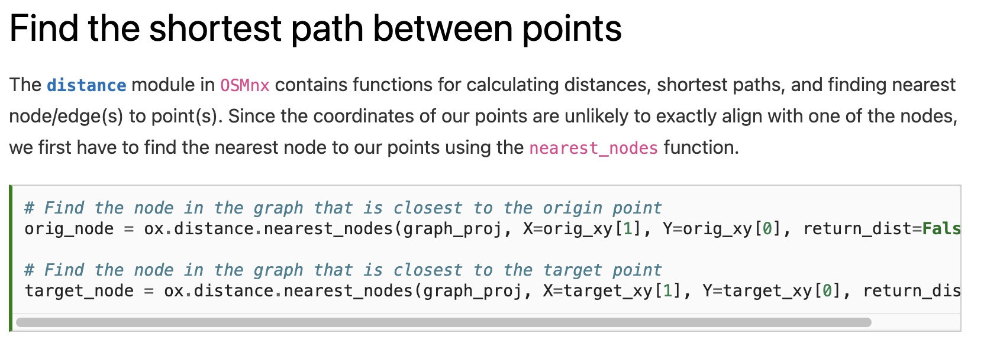 Find the shortest path between points
The distance module in OSMnx contains functions for calculating distances, shortest paths, and finding nearest
node/edge(s) to point(s). Since the coordinates of our points are unlikely to exactly align with one of the nodes,
we first have to find the nearest node to our points using the nearest_nodes function.
# Find the node in the graph that is closest to the origin point
orig_node = ox.distance.nearest_nodes(graph_proj, X=orig_xy[1], Y=orig_xy[0], return_dist=Fals
# Find the node in the graph that is closest to the target point
target_node = ox.distance.nearest_nodes(graph_proj, X=target_xy[1], Y=target_xy[0], return_dis